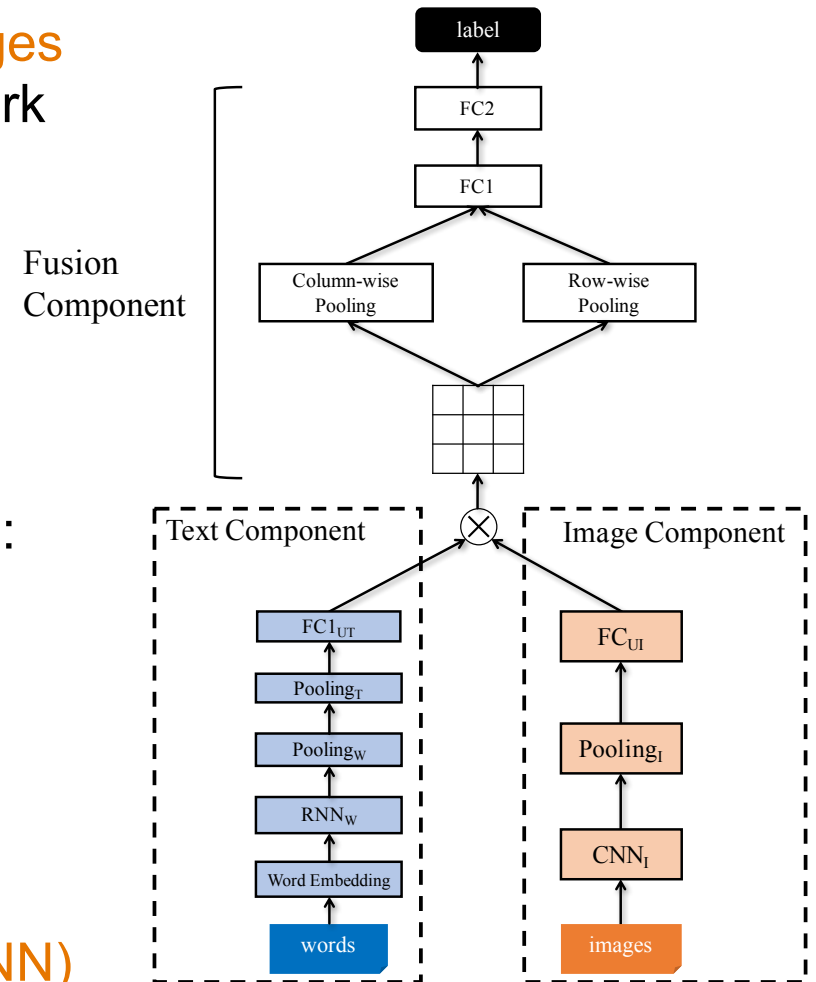 ges
rk
label
FC2
FC1
Fusion
Component
Column-wise
Pooling
Row-wise
Pooling
:
Text Component
Image Component
FC1UT
FCUI
PoolingT
PoolingW
PoolingI
RNNW
CNNI
Word Embedding
words
images
NN)